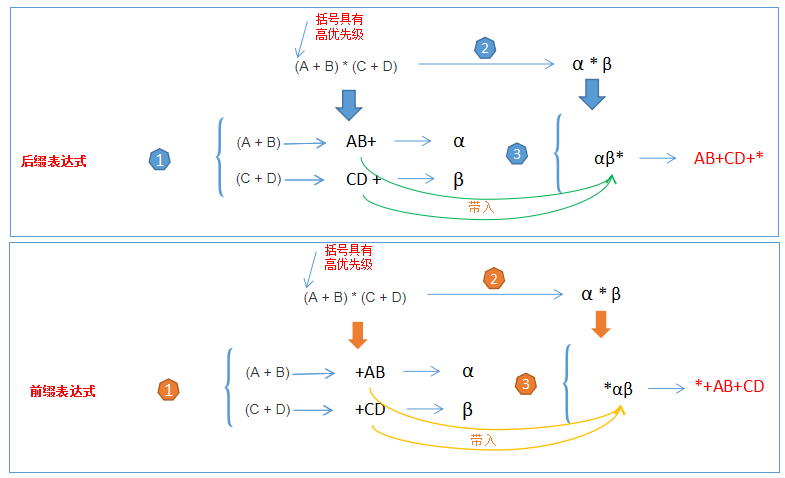 括号具有
高优先级
(A + B) * (C + D)
2
α * β
后缀表达式
1
(A + B)
AB+
α
(C + D)
CD +
β
3
αβ*
AB+CD+*
带入
括号具有
高优先级
(A + B) * (C + D)
2
α * β
前缀表达式
1
(A + B)
+AB
α
(C + D)
+CD
β
3
*αβ
*+AB+CD
带入